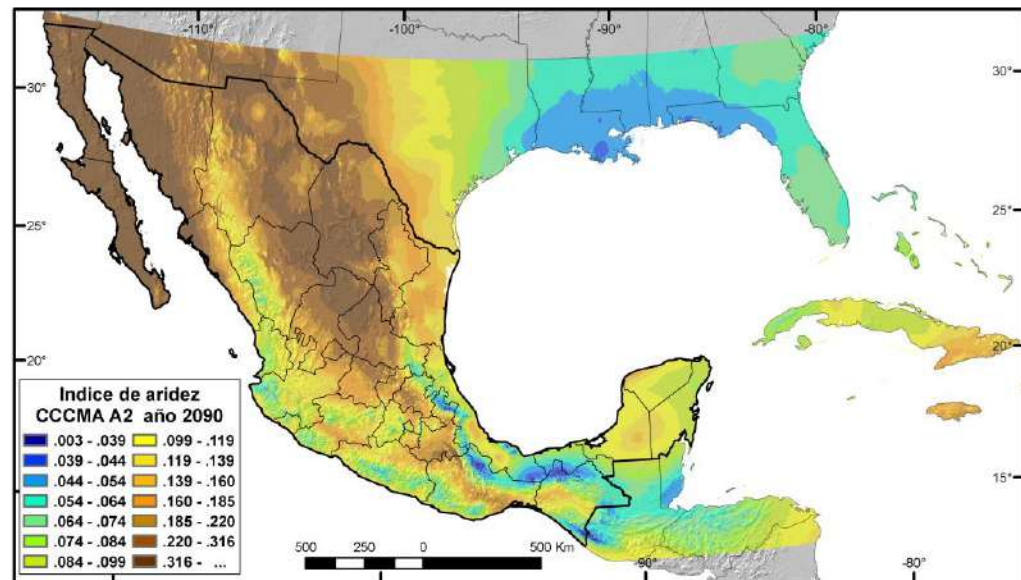 -110°
-100°
-90°
-80°
30°
30°
25°
25°
20°
20°
15°
15°
Indice de aridez
CCCMA A2 año 2090
.003 - .039
.099 - .119
.039 - .044
.119 - .139
.044 - .054
.139 - .160
.054 - .064
.160 - .185
.064 - .074
.185 - .220
.074 - .084
.220 - .316
.084 - .099
.316 - ...
500 250 0 500 Km
-90°
-80°